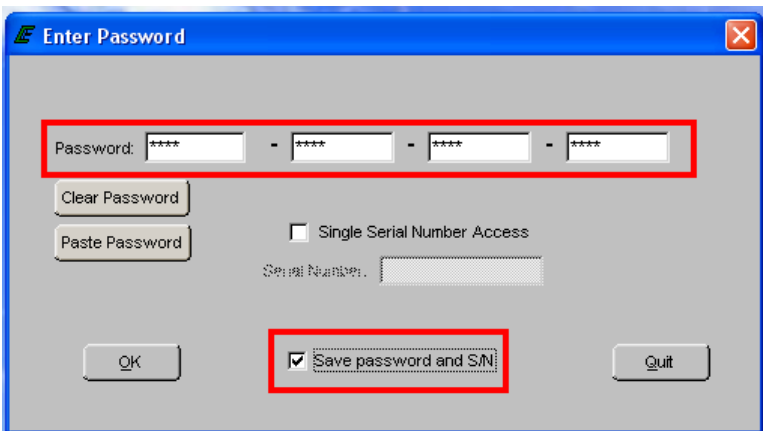 Enter Password
Password: **** - **** - **** - ****
Clear Password
Paste Password
Single Serial Number Access
Serial Number:
OK
Save password and S/N
Quit